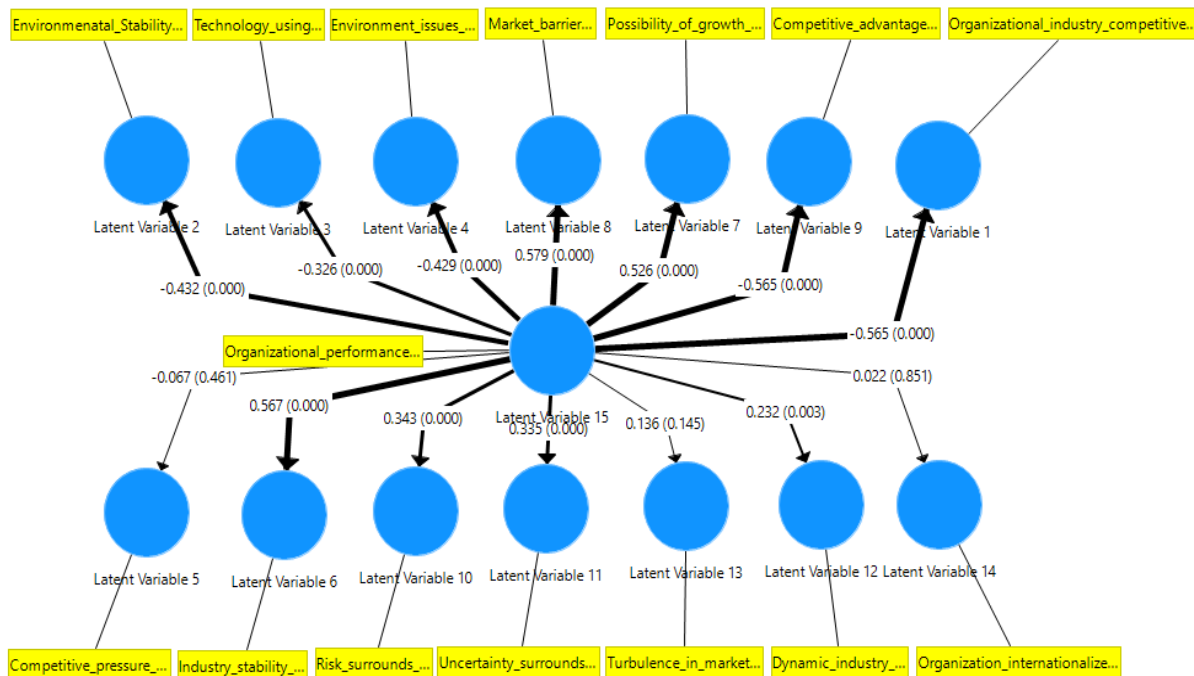 Environmenatal_Stability...
Technology_using...
Environment_issues_...
Market_barrier...
Possibility_of_growth_...
Competitive_advantage...
Organizational_industry_competitive...
Latent Variable 2
Latent Variable 3
Latent Variable 4
Latent Variable 8
Latent Variable 7
Latent Variable 9
Latent Variable 1
-0.432 (0.000)
-0.326 (0.000)
-0.429 (0.000)
0.579 (0.000)
0.526 (0.000)
-0.565 (0.000)
-0.565 (0.000)
Organizational_performance...
Latent Variable 15
-0.067 (0.461)
0.567 (0.000)
0.343 (0.000)
0.335 (0.000)
0.136 (0.145)
0.232 (0.003)
0.022 (0.851)
Latent Variable 5
Latent Variable 6
Latent Variable 10
Latent Variable 11
Latent Variable 13
Latent Variable 12
Latent Variable 14
Competitive_pressure_...
Industry_stability_...
Risk_surrounds_...
Uncertainty_surrounds...
Turbulence_in_market...
Dynamic_industry_...
Organization_internationalize...